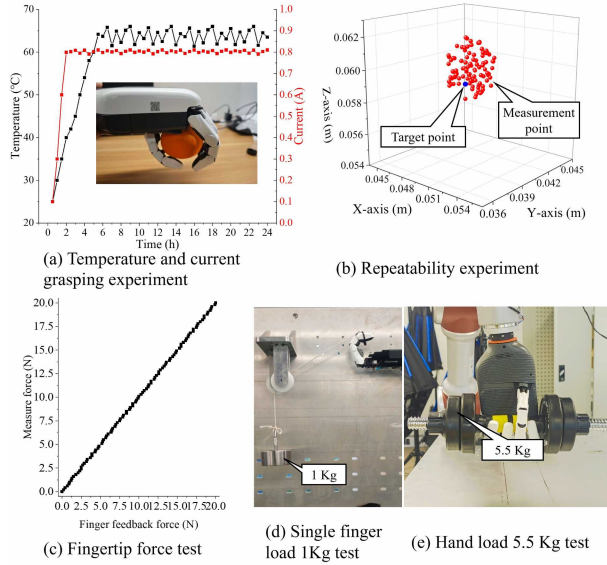 70
60
50
40
30
20
Temperature (°C)
1.0
0.9
0.8
0.7
0.6
0.5
0.4
0.3
0.2
0.1
0.0
Current (A)
0 2 4 6 8 10 12 14 16 18 20 22 24
Time (h)
(a) Temperature and current
grasping experiment
0.062
0.060
0.058
0.056
0.054
Z-axis (m)
Target point
Measurement
point
0.045
0.048
0.051
0.054
X-axis (m)
0.036
0.039
0.042
0.045
Y-axis (m)
(b) Repeatability experiment
20.0
17.5
15.0
12.5
10.0
7.5
5.0
2.5
0.0
Measure force (N)
0.0 2.5 5.0 7.5 10.0 12.5 15.0 17.5 20.0
Finger feedback force (N)
(c) Fingertip force test
1 Kg
(d) Single finger
load 1Kg test
5.5 Kg
(e) Hand load 5.5 Kg test